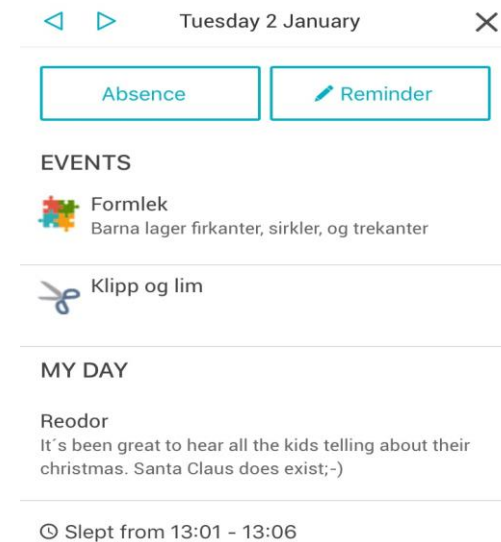 Tuesday 2 January
Absence
Reminder
EVENTS
Formlek
Barna lager firkanter, sirkler, og trekanter
Klipp og lim
MY DAY
Reodor
It´s been great to hear all the kids telling about their
christmas. Santa Claus does exist;-)
Slept from 13:01 - 13:06